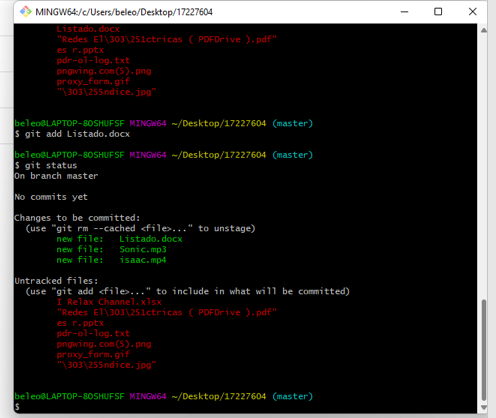 MINGW64:/c/Users/beleo/Desktop/17227604
Listado.docx
"Redes El\303\251ctricas ( PDFDrive ).pdf"
es r.pptx
pdr-ol-log.txt
pngwing.com(5).png
proxy_form.gif
"\303\255ndice.jpg"
beleo@LAPTOP-8OSHUFSF MINGW64 ~/Desktop/17227604 (master)
$ git add Listado.docx
beleo@LAPTOP-8OSHUFSF MINGW64 ~/Desktop/17227604 (master)
$ git status
On branch master
No commits yet
Changes to be committed:
(use "git rm --cached <file>..." to unstage)
new file: Listado.docx
new file: Sonic.mp3
new file: isaac.mp4
Untracked files:
(use "git add <file>..." to include in what will be committed)
I Relax Channel.xlsx
"Redes El\303\251ctricas ( PDFDrive ).pdf"
es r.pptx
pdr-ol-log.txt
pngwing.com(5).png
proxy_form.gif
"\303\255ndice.jpg"
beleo@LAPTOP-8OSHUFSF MINGW64 ~/Desktop/17227604 (master)
$